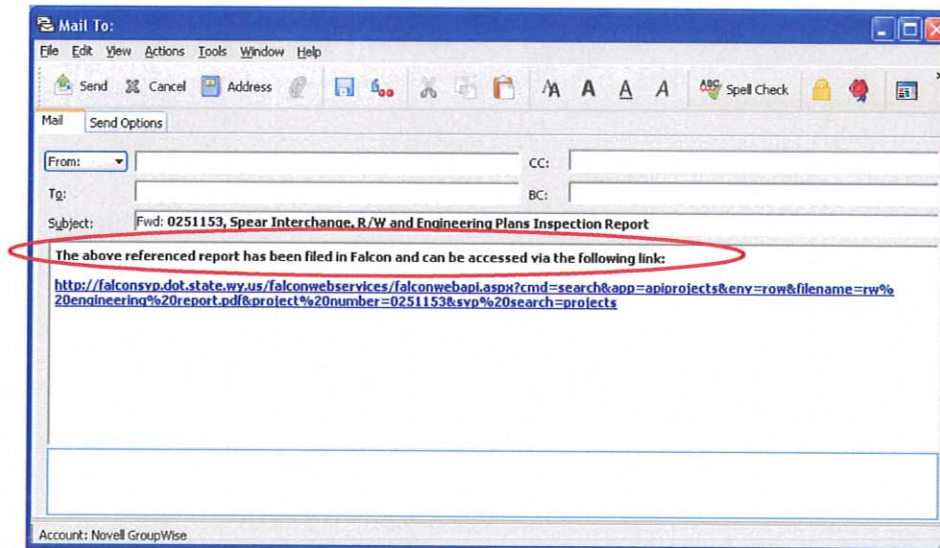 Mail To:
File Edit View Actions Tools Window Help
Send Cancel Address A A A A ABC Spell Check
Mail Send Options
From: CC:
To: BC:
Subject: Fwd: 0251153, Spear Interchange, R/W and Engineering Plans Inspection Report
The above referenced report has been filed in Falcon and can be accessed via the following link:
http://falconsvp.dot.state.wy.us/falconwebservices/falconwebapi.aspx?cmd=search&app=apiprojects&env=row&filename=rw%
20engineering%20report.pdf&project%20number=0251153&svp%20search=projects
Account: Novell GroupWise